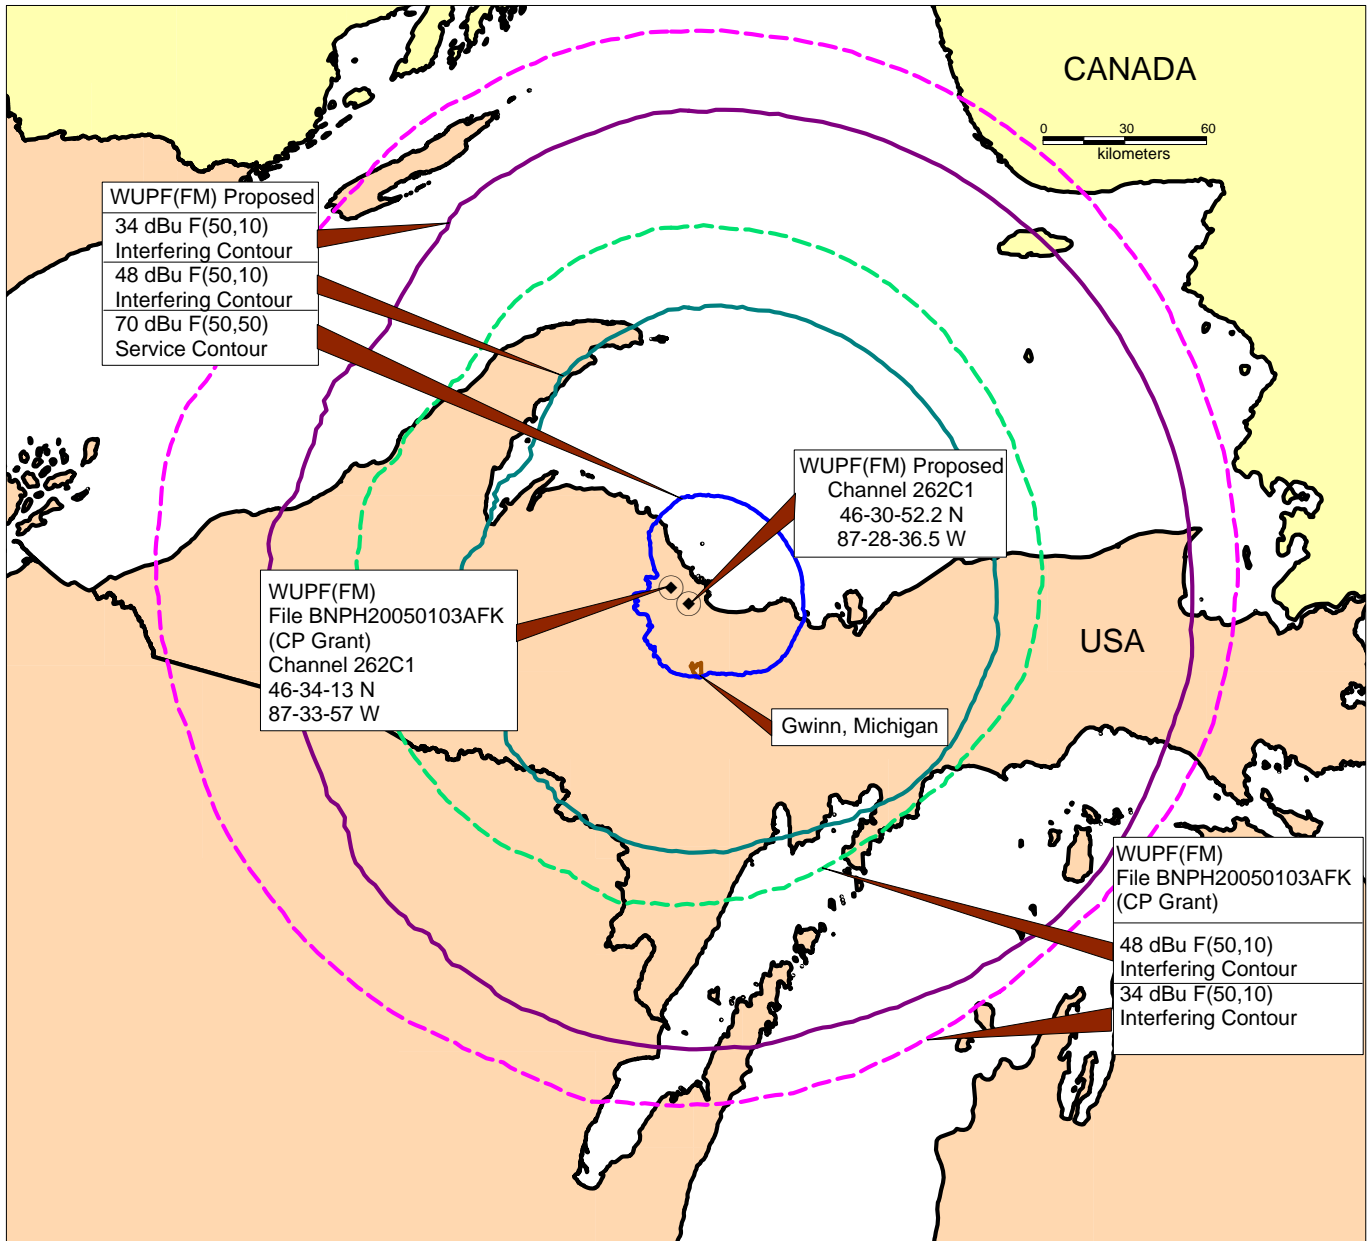 CANADA
0 30 60
kilometers
WUPF(FM) Proposed
34 dBu F(50,10)
Interfering Contour
48 dBu F(50,10)
Interfering Contour
70 dBu F(50,50)
Service Contour
WUPF(FM) Proposed
Channel 262C1
46-30-52.2 N
87-28-36.5 W
WUPF(FM)
File BNPH20050103AFK
(CP Grant)
Channel 262C1
46-34-13 N
87-33-57 W
USA
Gwinn, Michigan
WUPF(FM)
File BNPH20050103AFK
(CP Grant)
48 dBu F(50,10)
Interfering Contour
34 dBu F(50,10)
Interfering Contour